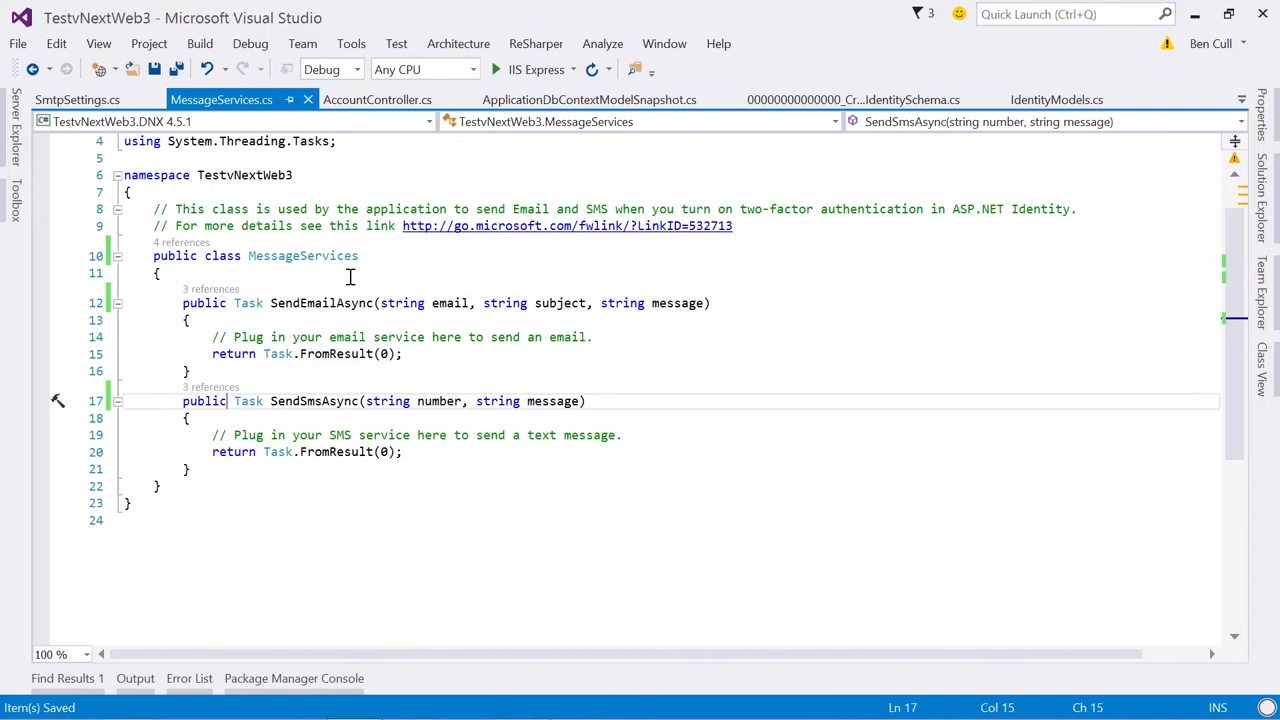 TestvNextWeb3 - Microsoft Visual Studio
3
Quick Launch (Ctrl+Q)
File Edit View Project Build Debug Team Tools Test Architecture ReSharper Analyze Window Help
Ben Cull
Debug Any CPU IIS Express
SmtpSettings.cs MessageServices.cs AccountController.cs ApplicationDbContextModelSnapshot.cs 00000000000000_Cr...IdentitySchema.cs IdentityModels.cs
TestvNextWeb3.DNX 4.5.1 TestvNextWeb3.MessageServices SendSmsAsync(string number, string message)
Server Explorer
Toolbox
4 using System.Threading.Tasks;
5
6 namespace TestvNextWeb3
7 {
8 // This class is used by the application to send Email and SMS when you turn on two-factor authentication in ASP.NET Identity.
9 // For more details see this link http://go.microsoft.com/fwlink/?LinkID=532713
4 references
10 public class MessageServices
11 {
3 references
12 public Task SendEmailAsync(string email, string subject, string message)
13 {
14 // Plug in your email service here to send an email.
15 return Task.FromResult(0);
16 }
3 references
17 public Task SendSmsAsync(string number, string message)
18 {
19 // Plug in your SMS service here to send a text message.
20 return Task.FromResult(0);
21 }
22 }
23 }
24
Properties
Solution Explorer
Team Explorer
Class View
100 %
Find Results 1 Output Error List Package Manager Console
Item(s) Saved Ln 17 Col 15 Ch 15 INS